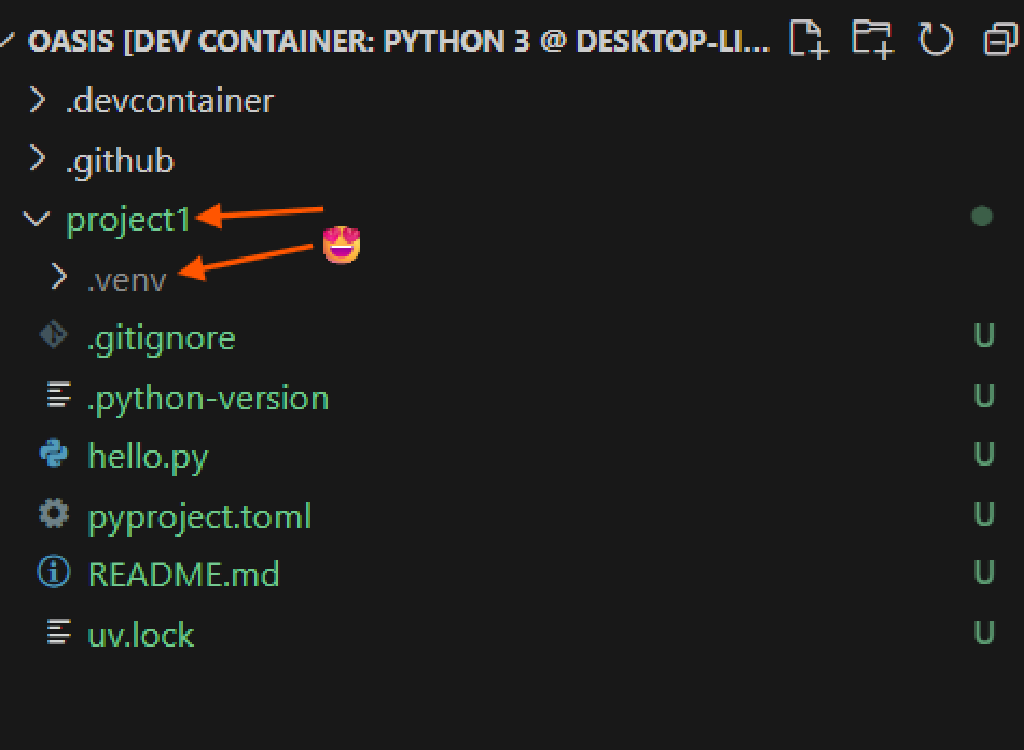 OASIS [DEV CONTAINER: PYTHON 3 @ DESKTOP-LI...
.devcontainer
.github
project1
.venv
.gitignore U
.python-version U
hello.py U
pyproject.toml U
README.md U
uv.lock U